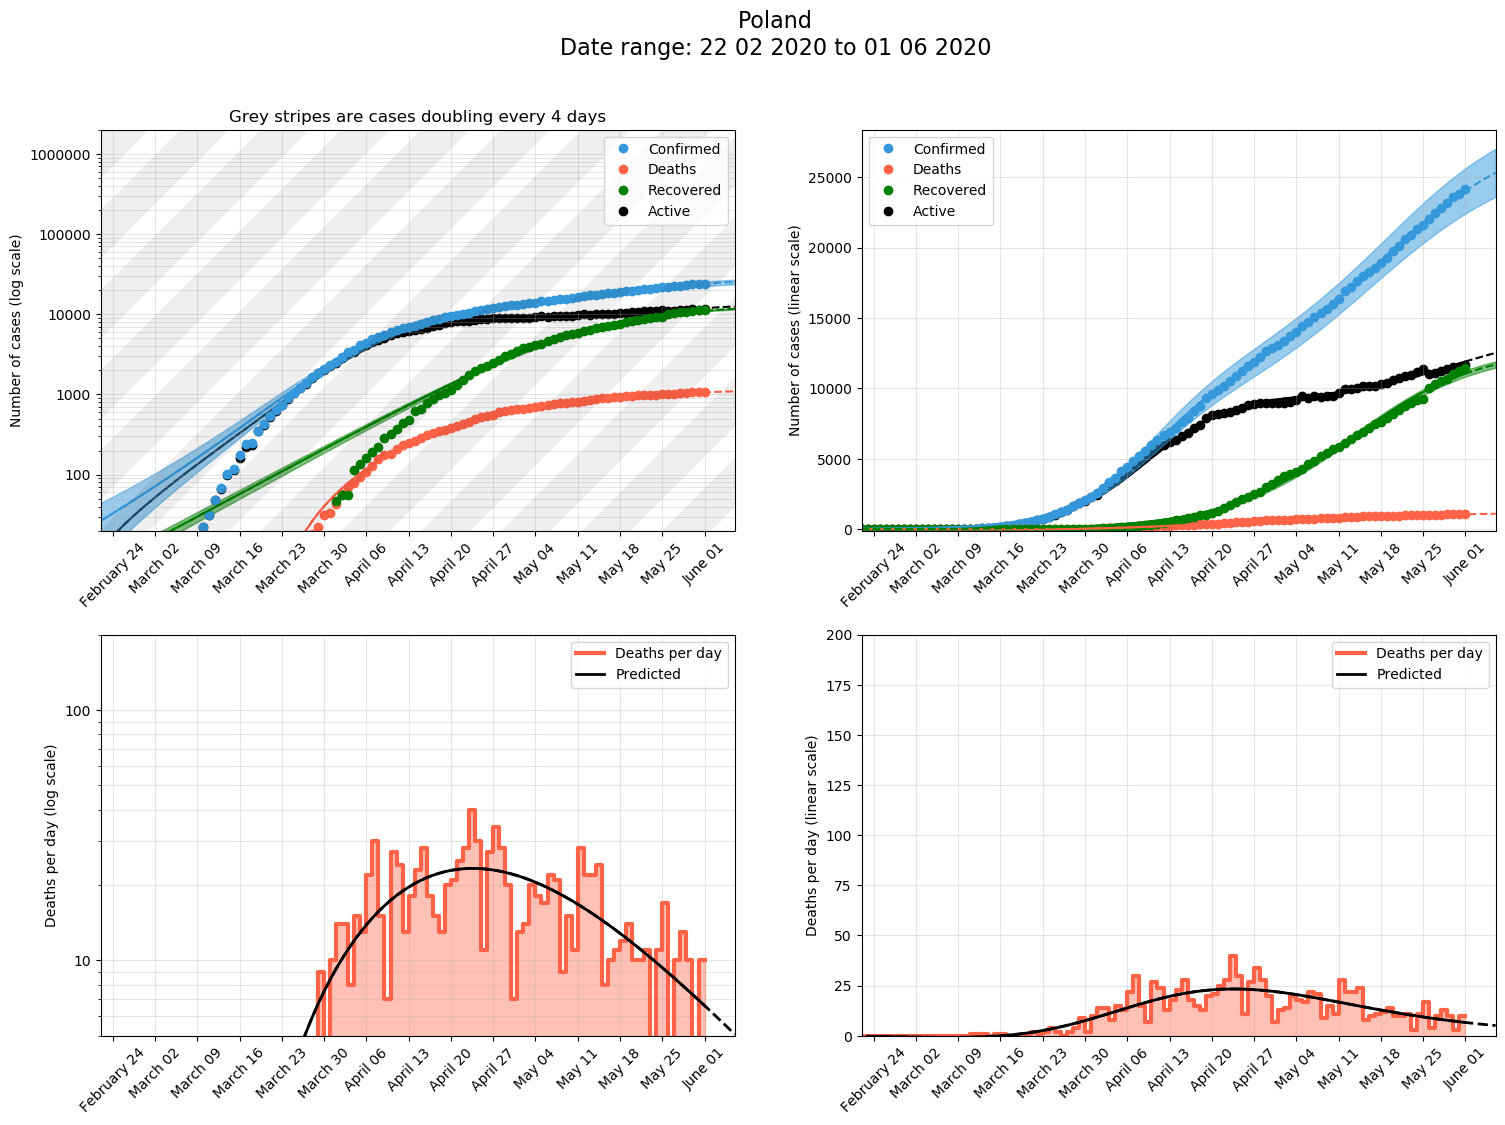 Poland
Date range: 22 02 2020 to 01 06 2020
Grey stripes are cases doubling every 4 days
Number of cases (log scale)
1000000
100000
10000
1000
100
Confirmed
Deaths
Recovered
Active
February 24
March 02
March 09
March 16
March 23
March 30
April 06
April 13
April 20
April 27
May 04
May 11
May 18
May 25
June 01
Number of cases (linear scale)
25000
20000
15000
10000
5000
0
Confirmed
Deaths
Recovered
Active
February 24
March 02
March 09
March 16
March 23
March 30
April 06
April 13
April 20
April 27
May 04
May 11
May 18
May 25
June 01
Deaths per day (log scale)
100
10
Deaths per day
Predicted
February 24
March 02
March 09
March 16
March 23
March 30
April 06
April 13
April 20
April 27
May 04
May 11
May 18
May 25
June 01
Deaths per day (linear scale)
200
175
150
125
100
75
50
25
0
Deaths per day
Predicted
February 24
March 02
March 09
March 16
March 23
March 30
April 06
April 13
April 20
April 27
May 04
May 11
May 18
May 25
June 01